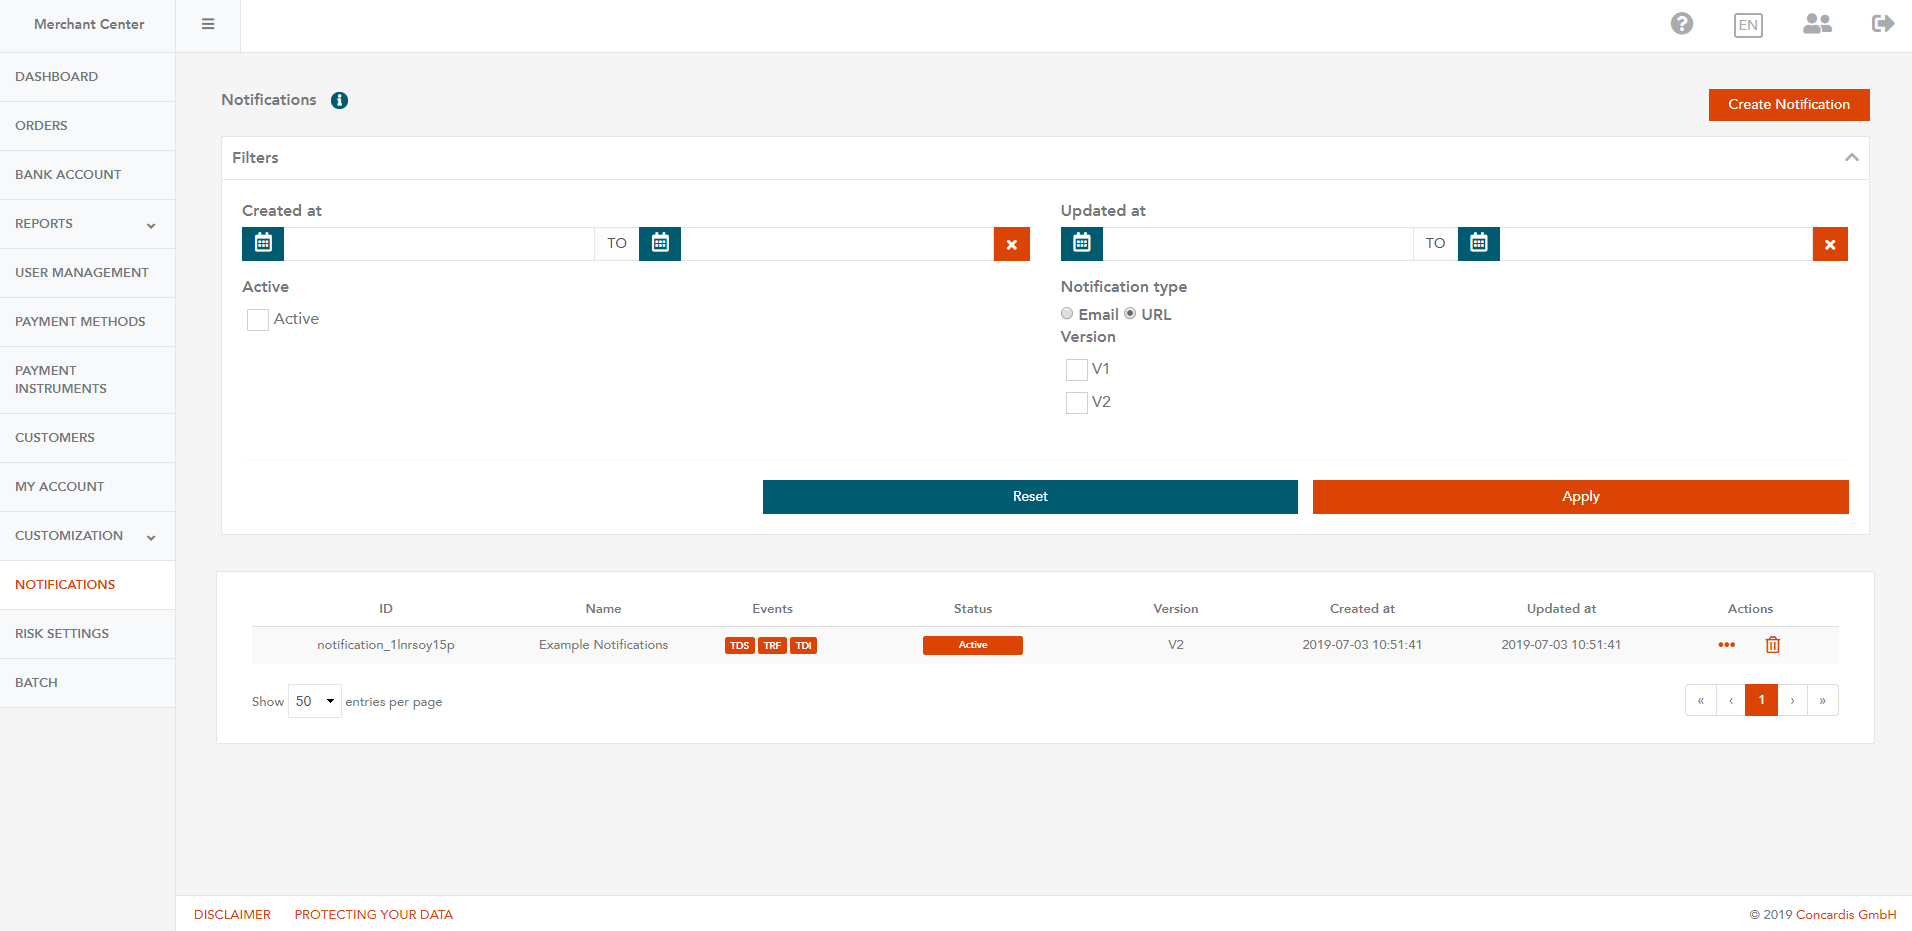 Merchant Center
EN
DASHBOARD
ORDERS
BANK ACCOUNT
REPORTS
USER MANAGEMENT
PAYMENT METHODS
PAYMENT
INSTRUMENTS
CUSTOMERS
MY ACCOUNT
CUSTOMIZATION
NOTIFICATIONS
RISK SETTINGS
BATCH
Notifications
Create Notification
Filters
Created at
TO
Updated at
TO
Active
Active
Notification type
Email URL
Version
V1
V2
Reset Apply
ID Name Events Status Version Created at Updated at Actions
notification_1lnrsoy15p Example Notifications TDS TRF TDI Active V2 2019-07-03 10:51:41 2019-07-03 10:51:41
Show 50 entries per page
« ‹ 1 › »
DISCLAIMER PROTECTING YOUR DATA
© 2019 Concardis GmbH